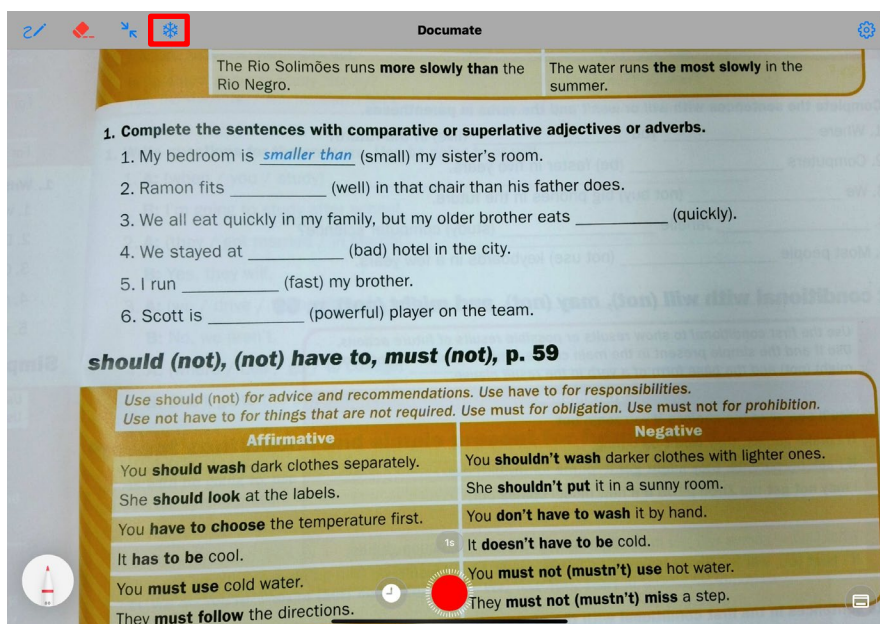 Documate
The Rio Solimões runs more slowly than the
Rio Negro.
The water runs the most slowly in the
summer.
1. Complete the sentences with comparative or superlative adjectives or adverbs.
1. My bedroom is smaller than (small) my sister's room.
2. Ramon fits __________ (well) in that chair than his father does.
3. We all eat quickly in my family, but my older brother eats __________ (quickly).
4. We stayed at __________ (bad) hotel in the city.
5. I run __________ (fast) my brother.
6. Scott is __________ (powerful) player on the team.
should (not), (not) have to, must (not), p. 59
Use should (not) for advice and recommendations. Use have to for responsibilities.
Use not have to for things that are not required. Use must for obligation. Use must not for prohibition.
Affirmative
Negative
You should wash dark clothes separately.
You shouldn't wash darker clothes with lighter ones.
She should look at the labels.
She shouldn't put it in a sunny room.
You have to choose the temperature first.
You don't have to wash it by hand.
It has to be cool.
It doesn't have to be cold.
You must use cold water.
You must not (mustn't) use hot water.
They must follow the directions.
They must not (mustn't) miss a step.
1s